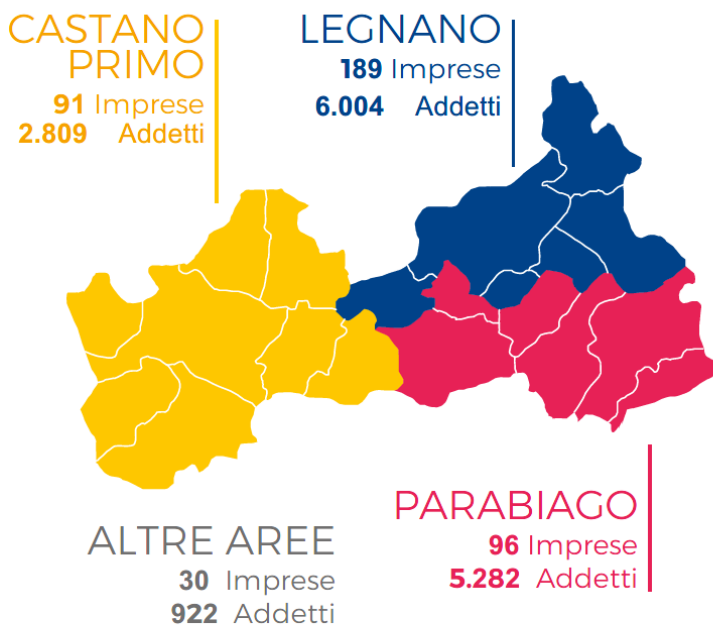 CASTANO
PRIMO
91 Imprese
2.809 Addetti
LEGNANO
189 Imprese
6.004 Addetti
ALTRE AREE
30 Imprese
922 Addetti
PARABIAGO
96 Imprese
5.282 Addetti